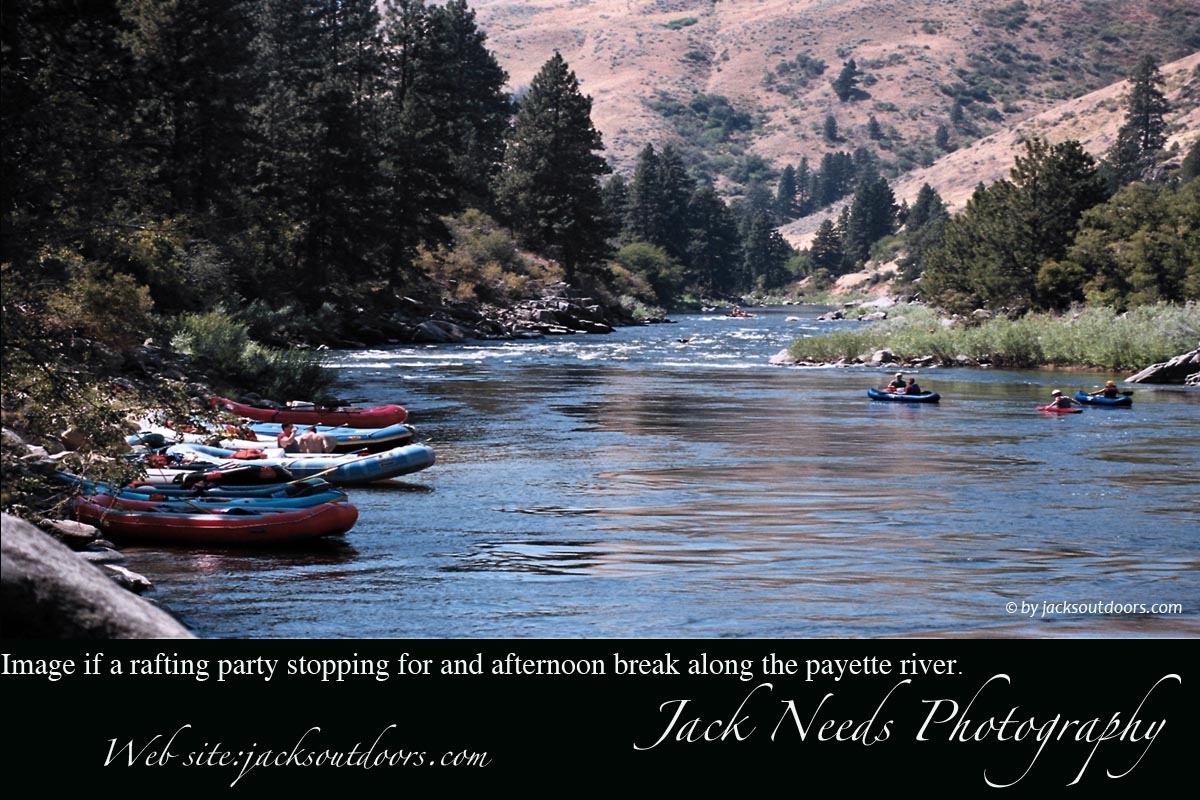 © by jacksoutdoors.com
Image if a rafting party stopping for and afternoon break along the payette river.
Jack Needs Photography
Web site:jacksoutdoors.com